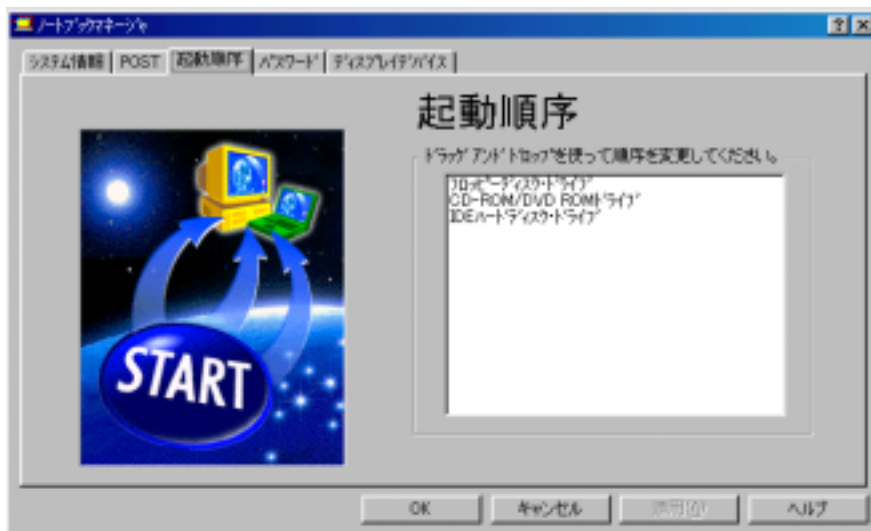 ノートブックマネージャ
システム情報 POST 起動順序 パスワード ディスプレイデバイス
起動順序
ドラッグ アンド ドロップを使って順序を変更してください。
フロッピーディスク・ドライブ
CD-ROM/DVD ROMドライブ
IDEハードディスク・ドライブ
START
OK キャンセル 適用(A) ヘルプ